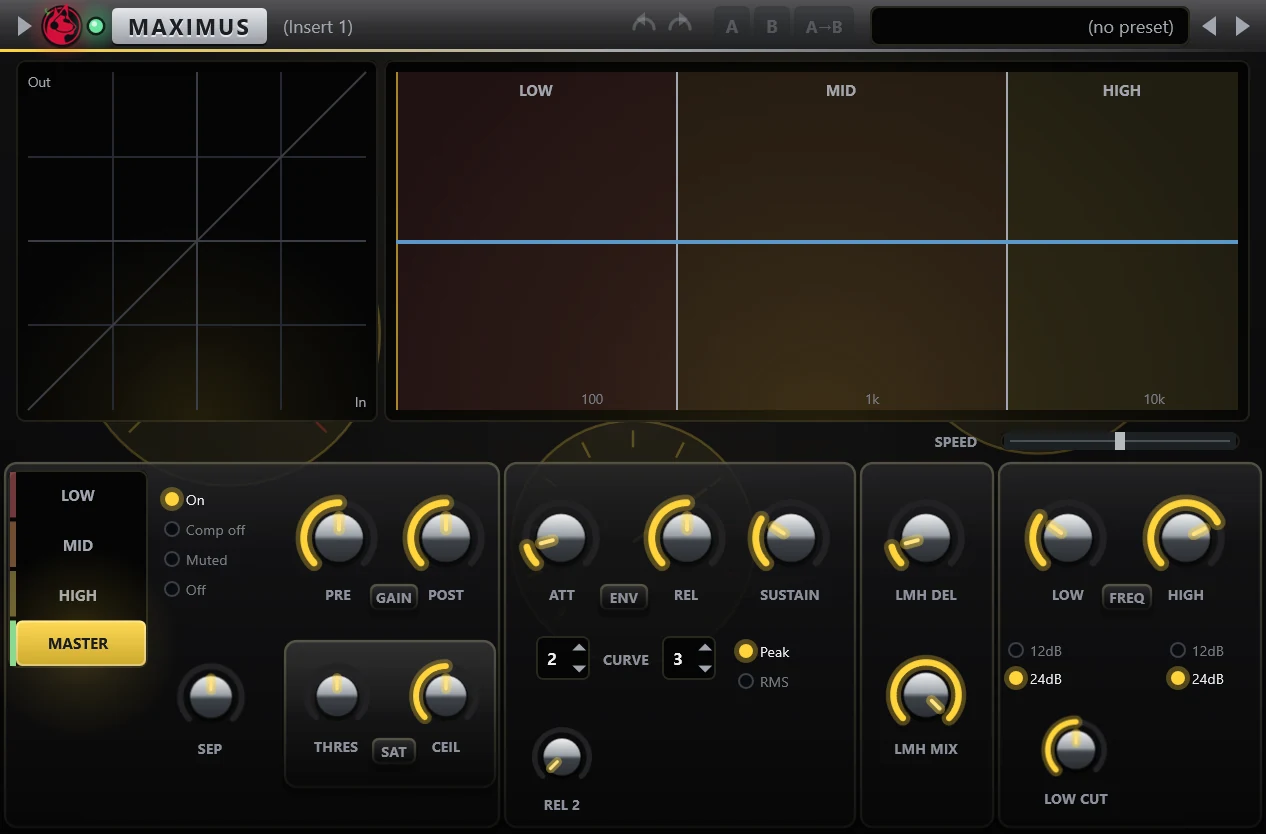 MAXIMUS (Insert 1) A B A→B (no preset)
Out
In
LOW MID HIGH
100 1k 10k
SPEED
LOW
MID
HIGH
MASTER
On
Comp off
Muted
Off
PRE GAIN POST
SEP
THRES SAT CEIL
ATT ENV REL SUSTAIN
2 CURVE 3
Peak
RMS
REL 2
LMH DEL
LMH MIX
LOW FREQ HIGH
12dB 12dB
24dB 24dB
LOW CUT